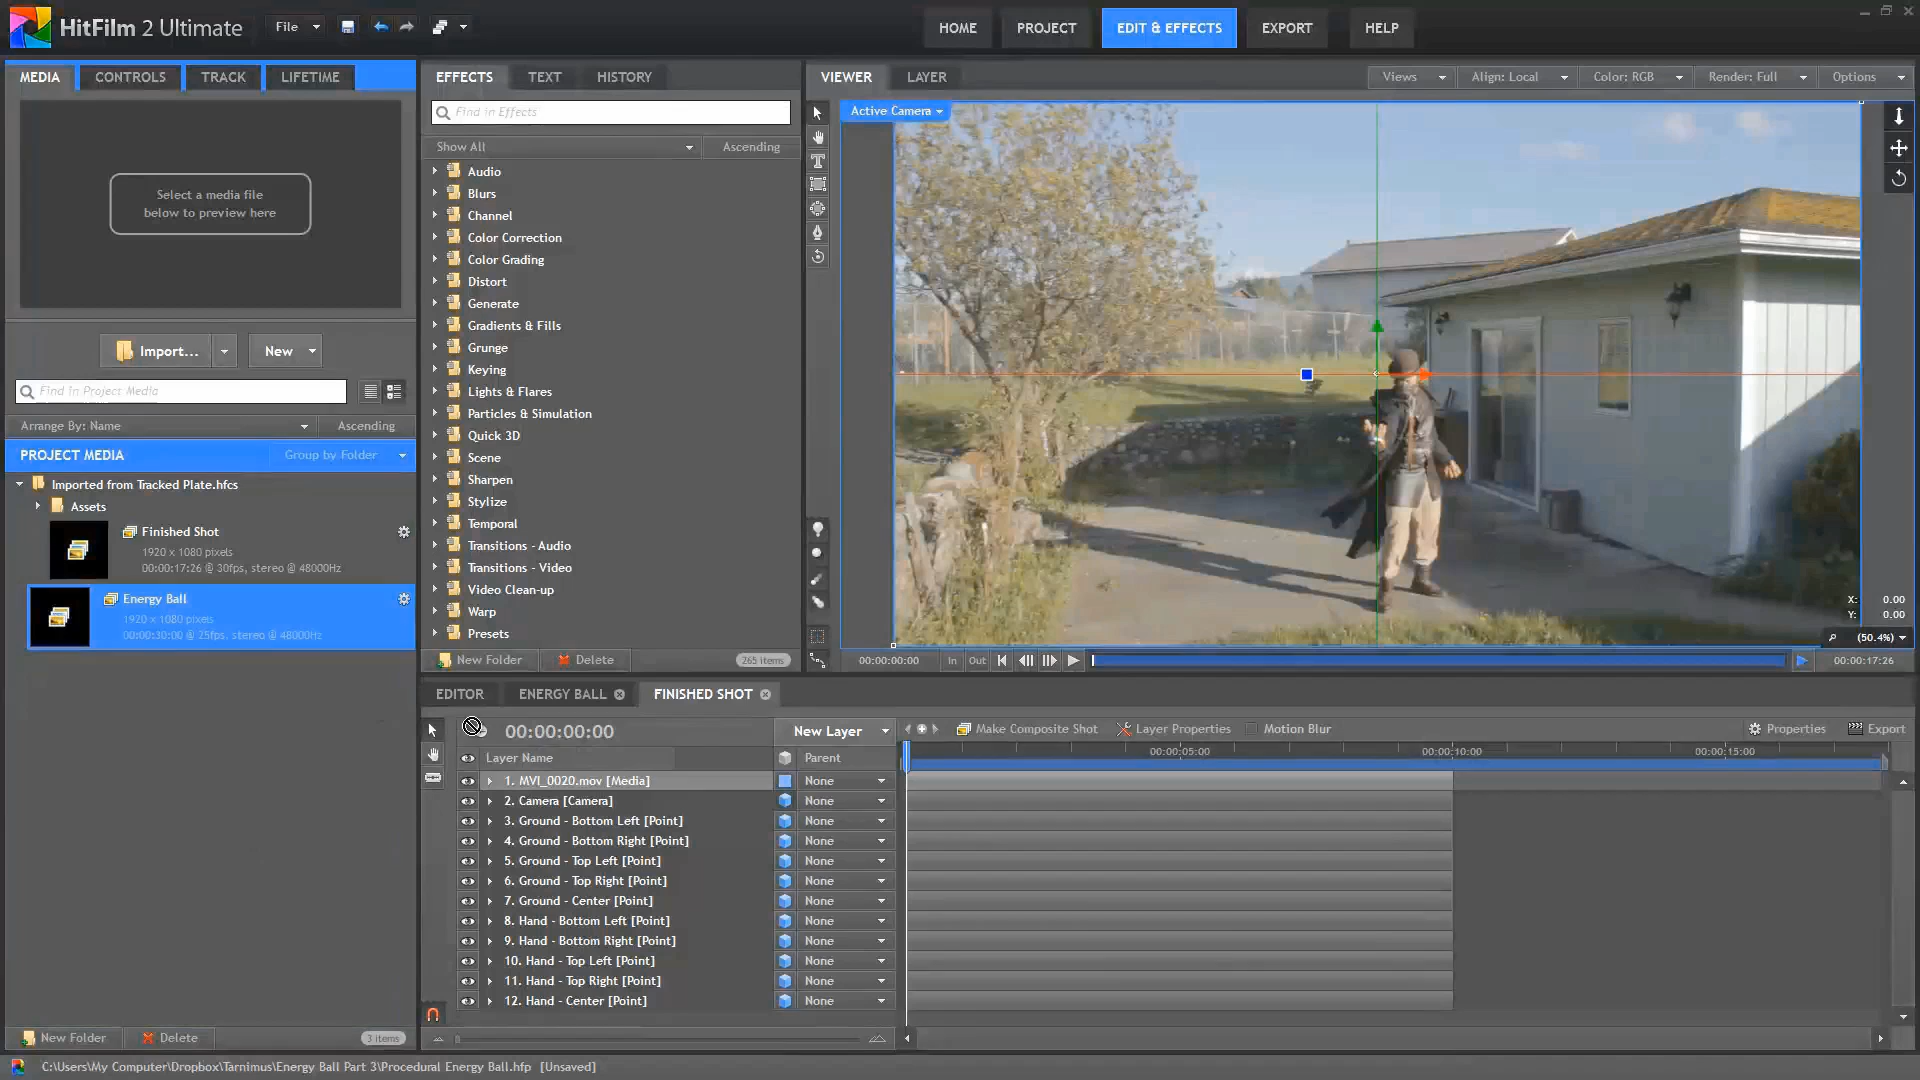 HitFilm 2 Ultimate
File
HOME
PROJECT
EDIT & EFFECTS
EXPORT
HELP
MEDIA
CONTROLS
TRACK
LIFETIME
Select a media file
below to preview here
Import...
New
Find in Project Media
Arrange By: Name
Ascending
PROJECT MEDIA
Group by Folder
Imported from Tracked Plate.hfcs
Assets
Finished Shot
1920 x 1080 pixels
00:00:17:26 @ 30fps, stereo @ 48000Hz
Energy Ball
1920 x 1080 pixels
00:00:30:00 @ 25fps, stereo @ 48000Hz
New Folder
Delete
3 items
EFFECTS
TEXT
HISTORY
Find in Effects
Show All
Ascending
Audio
Blurs
Channel
Color Correction
Color Grading
Distort
Generate
Gradients & Fills
Grunge
Keying
Lights & Flares
Particles & Simulation
Quick 3D
Scene
Sharpen
Stylize
Temporal
Transitions - Audio
Transitions - Video
Video Clean-up
Warp
Presets
New Folder
Delete
265 items
VIEWER
LAYER
Views
Align: Local
Color: RGB
Render: Full
Options
Active Camera
X: 0.00
Y: 0.00
(50.4%)
00:00:00:00
In
Out
00:00:17:26
EDITOR
ENERGY BALL
FINISHED SHOT
00:00:00:00
New Layer
Make Composite Shot
Layer Properties
Motion Blur
Properties
Export
Layer Name
Parent
00:00:05:00
00:00:10:00
00:00:15:00
1. MVI_0020.mov [Media] None
2. Camera [Camera] None
3. Ground - Bottom Left [Point] None
4. Ground - Bottom Right [Point] None
5. Ground - Top Left [Point] None
6. Ground - Top Right [Point] None
7. Ground - Center [Point] None
8. Hand - Bottom Left [Point] None
9. Hand - Bottom Right [Point] None
10. Hand - Top Left [Point] None
11. Hand - Top Right [Point] None
12. Hand - Center [Point] None
C:\Users\My Computer\Dropbox\Tarnimus\Energy Ball Part 3\Procedural Energy Ball.hfp [Unsaved]